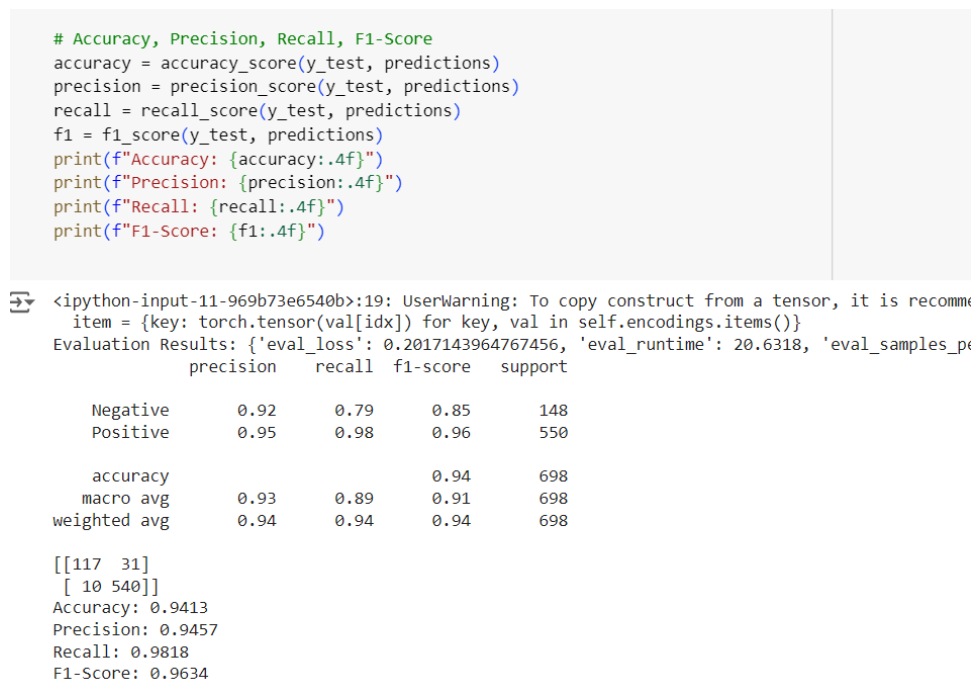 # Accuracy, Precision, Recall, F1-Score
accuracy = accuracy_score(y_test, predictions)
precision = precision_score(y_test, predictions)
recall = recall_score(y_test, predictions)
f1 = f1_score(y_test, predictions)
print(f"Accuracy: {accuracy:.4f}")
print(f"Precision: {precision:.4f}")
print(f"Recall: {recall:.4f}")
print(f"F1-Score: {f1:.4f}")
<ipython-input-11-969b73e6540b>:19: UserWarning: To copy construct from a tensor, it is recomme
item = {key: torch.tensor(val[idx]) for key, val in self.encodings.items()}
Evaluation Results: {'eval_loss': 0.2017143964767456, 'eval_runtime': 20.6318, 'eval_samples_pe
precision recall f1-score support
Negative 0.92 0.79 0.85 148
Positive 0.95 0.98 0.96 550
accuracy 0.94 698
macro avg 0.93 0.89 0.91 698
weighted avg 0.94 0.94 0.94 698
[[117 31]
[ 10 540]]
Accuracy: 0.9413
Precision: 0.9457
Recall: 0.9818
F1-Score: 0.9634